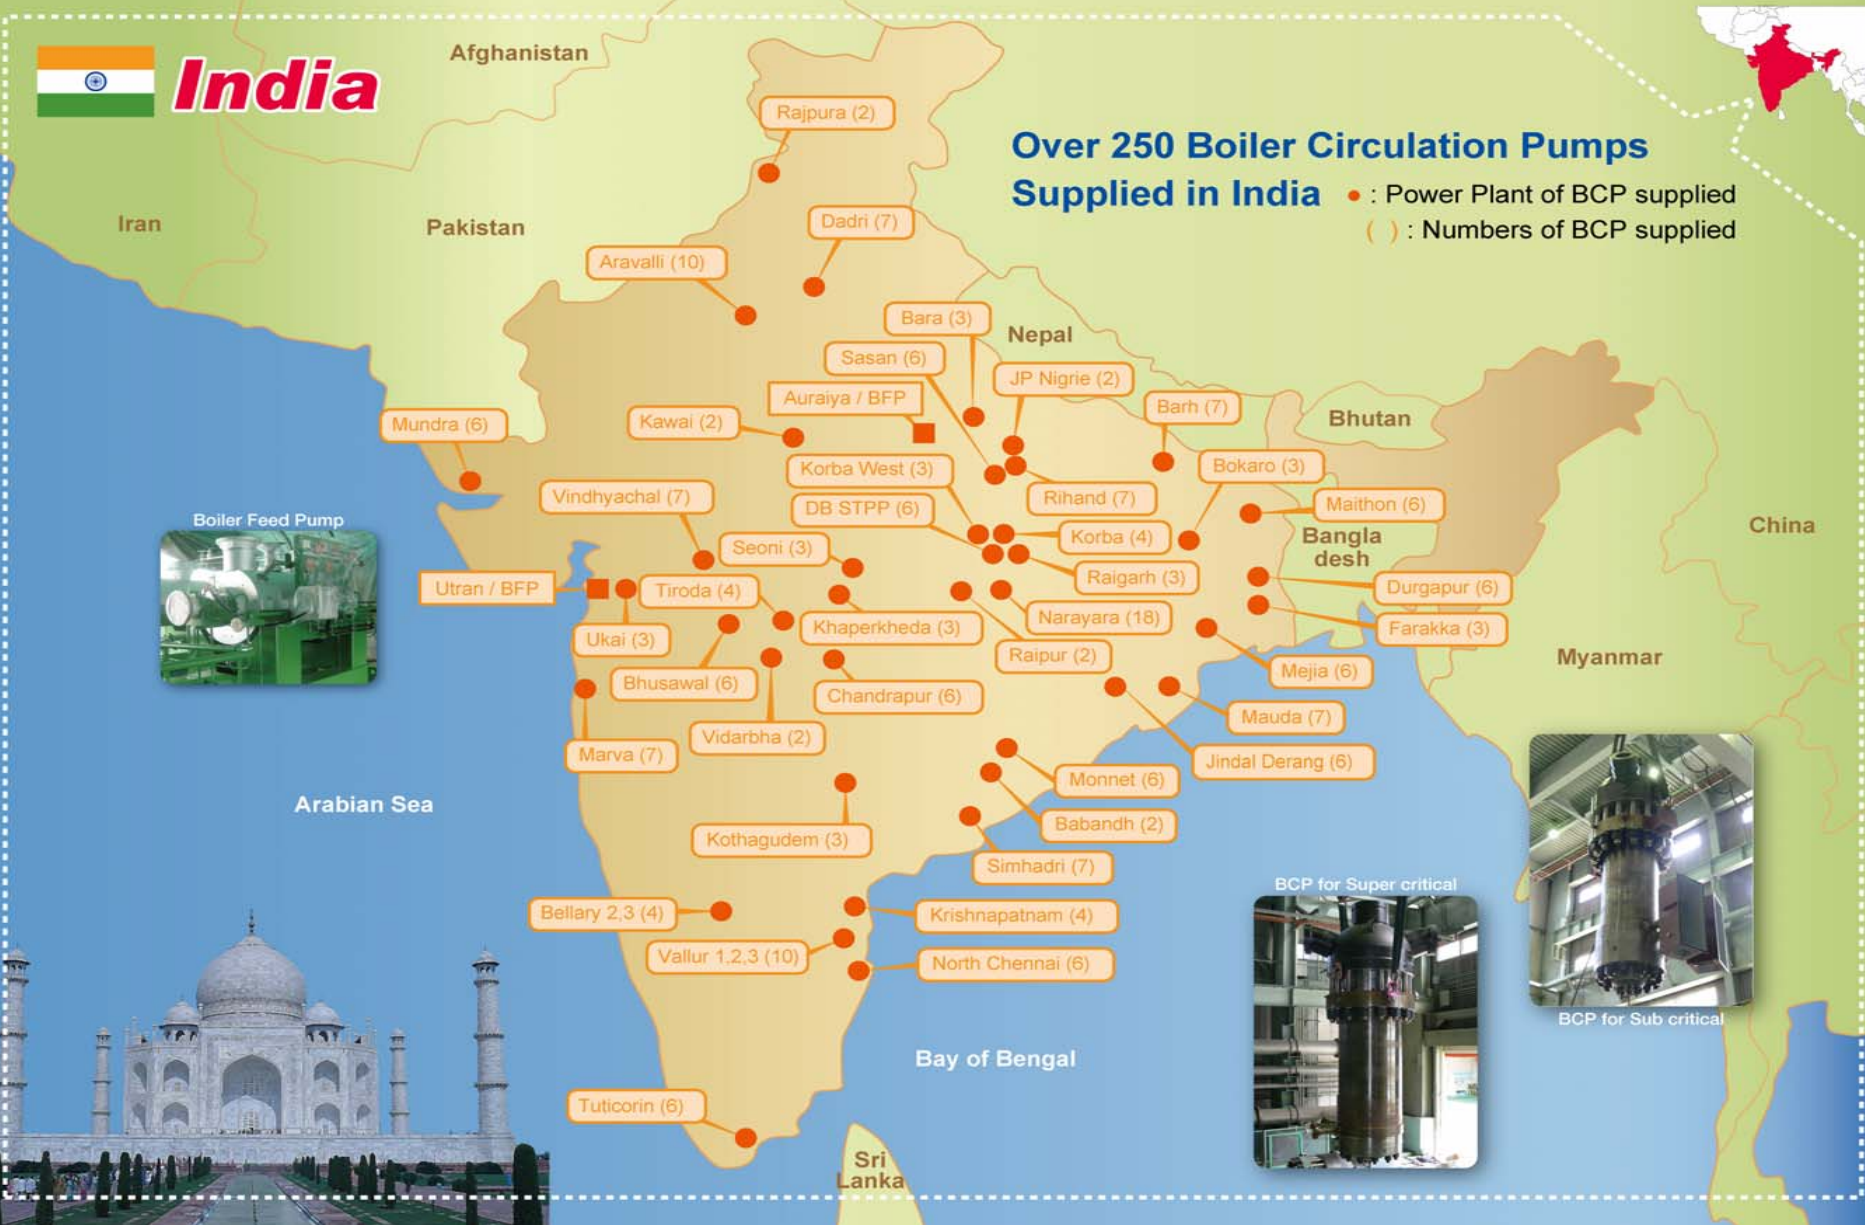 India
Afghanistan
Rajpura (2)
Over 250 Boiler Circulation Pumps
Supplied in India
: Power Plant of BCP supplied
( ) : Numbers of BCP supplied
Iran
Pakistan
Dadri (7)
Aravalli (10)
Bara (3)
Nepal
Sasan (6)
JP Nigrie (2)
Auraiya / BFP
Barh (7)
Bhutan
Mundra (6)
Kawai (2)
Korba West (3)
Bokaro (3)
Vindhyachal (7)
Rihand (7)
DB STPP (6)
Maithon (6)
Boiler Feed Pump
China
Korba (4)
Bangla
desh
Seoni (3)
Raigarh (3)
Utran / BFP
Tiroda (4)
Durgapur (6)
Narayara (18)
Khaperkheda (3)
Farakka (3)
Ukai (3)
Raipur (2)
Myanmar
Mejia (6)
Bhusawal (6)
Chandrapur (6)
Mauda (7)
Vidarbha (2)
Marva (7)
Jindal Derang (6)
Monnet (6)
Arabian Sea
Babandh (2)
Kothagudem (3)
Simhadri (7)
BCP for Super critical
Bellary 2,3 (4)
Krishnapatnam (4)
Vallur 1,2,3 (10)
North Chennai (6)
BCP for Sub critical
Bay of Bengal
Tuticorin (6)
Sri
Lanka